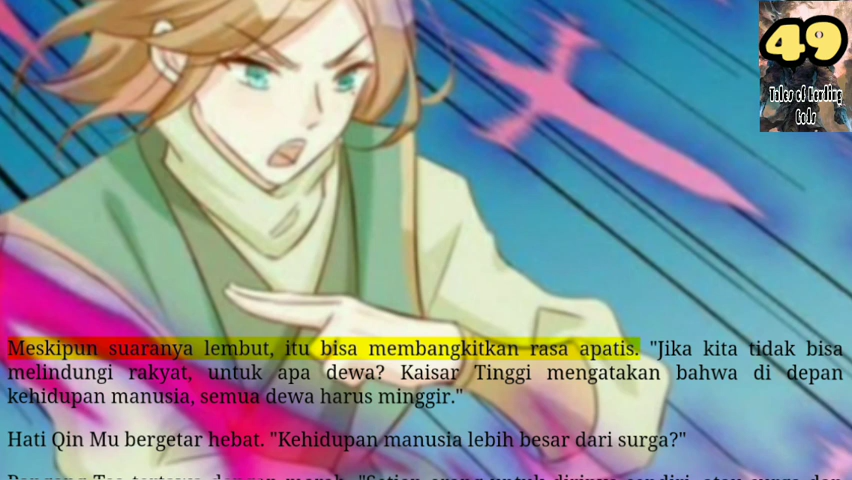 49
Tales of Herding
Gods
Meskipun suaranya lembut, itu bisa membangkitkan rasa apatis. "Jika kita tidak bisa
melindungi rakyat, untuk apa dewa? Kaisar Tinggi mengatakan bahwa di depan
kehidupan manusia, semua dewa harus minggir."
Hati Qin Mu bergetar hebat. "Kehidupan manusia lebih besar dari surga?"